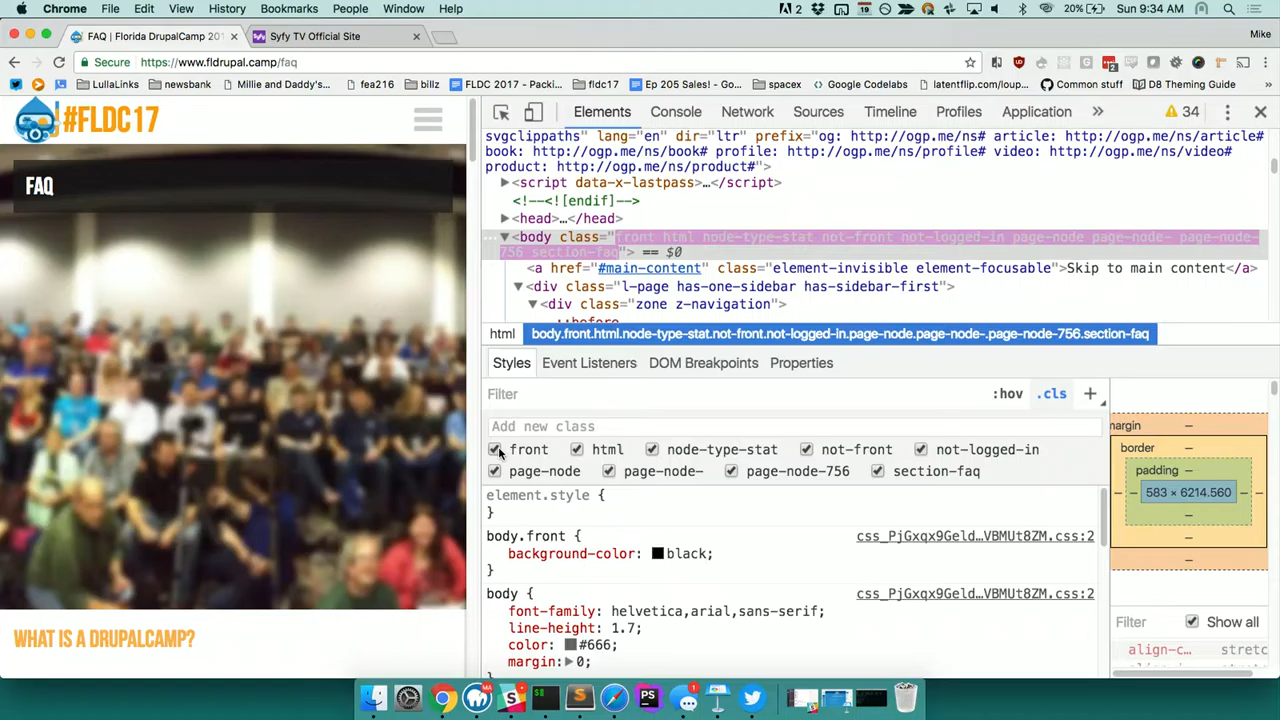 Chrome File Edit View History Bookmarks People Window Help 2 19 20% Sun 9:34 AM
FAQ | Florida DrupalCamp 201 Syfy TV Official Site Mike
Secure https://www.fldrupal.camp/faq
LullaLinks newsbank Millie and Daddy's... fea216 billz FLDC 2017 - Packi... fldc17 Ep 205 Sales! - Go... spacex Google Codelabs latentflip.com/loup... Common stuff D8 Theming Guide
#FLDC17
FAQ
WHAT IS A DRUPALCAMP?
Elements Console Network Sources Timeline Profiles Application » 34
svgclippaths" lang="en" dir="ltr" prefix="og: http://ogp.me/ns# article: http://ogp.me/ns/article#
book: http://ogp.me/ns/book# profile: http://ogp.me/ns/profile# video: http://ogp.me/ns/video#
product: http://ogp.me/ns/product#">
<script data-x-lastpass>…</script>
<!--<![endif]-->
<head>…</head>
<body class="front html node-type-stat not-front not-logged-in page-node page-node- page-node-
756 section-faq"> == $0
<a href="#main-content" class="element-invisible element-focusable">Skip to main content</a>
<div class="l-page has-one-sidebar has-sidebar-first">
<div class="zone z-navigation">
::before
html body.front.html.node-type-stat.not-front.not-logged-in.page-node.page-node-.page-node-756.section-faq
Styles Event Listeners DOM Breakpoints Properties
Filter :hov .cls +
Add new class
front html node-type-stat not-front not-logged-in
page-node page-node- page-node-756 section-faq
element.style {
}
body.front { css_PjGxqx9Geld…VBMUt8ZM.css:2
background-color: black;
}
body { css_PjGxqx9Geld…VBMUt8ZM.css:2
font-family: helvetica,arial,sans-serif;
line-height: 1.7;
color: #666;
margin: 0;
margin –
border –
padding –
583 × 6214.560
Filter Show all
align-c… stretc